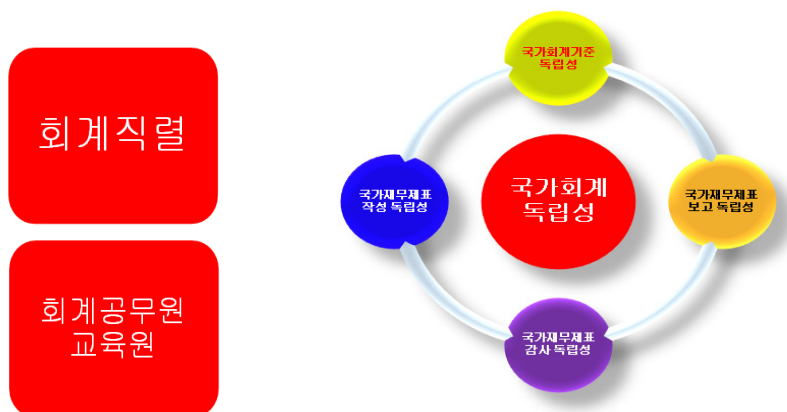 회계직렬
회계공무원
교육원
국가회계기준
독립성
국가재무제표
작성 독립성
국가회계
독립성
국가재무제표
보고 독립성
국가재무제표
감사 독립성